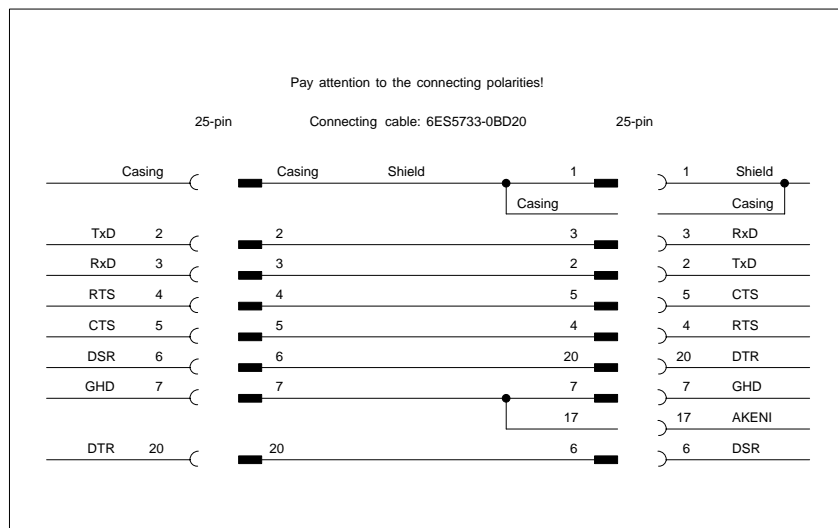 Pay attention to the connecting polarities!
25-pin Connecting cable: 6ES5733-0BD20 25-pin
Casing Casing Shield 1 1 Shield
Casing Casing
TxD 2 2 3 3 RxD
RxD 3 3 2 2 TxD
RTS 4 4 5 5 CTS
CTS 5 5 4 4 RTS
DSR 6 6 20 20 DTR
GHD 7 7 7 7 GHD
17 17 AKENI
DTR 20 20 6 6 DSR